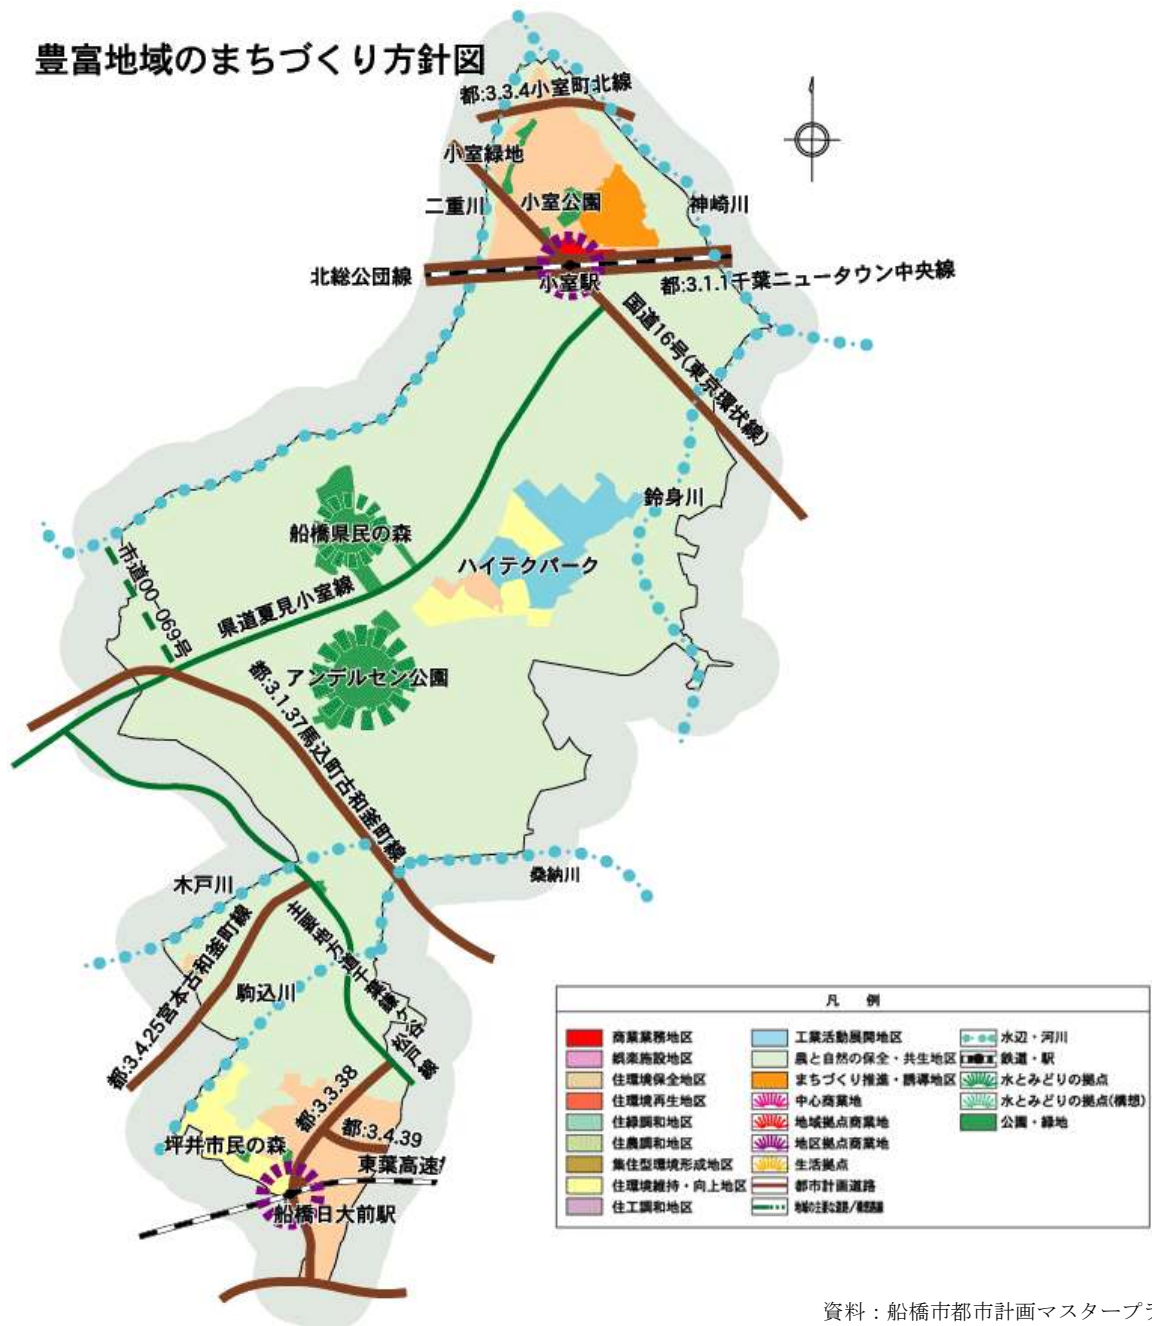 豊富地域のまちづくり方針図
都:3.3.4小室町北線
小室緑地
二重川
小室公園
神崎川
北総公団線
小室駅
都:3.1.1千葉ニュータウン中央線
国道16号(東京環状線)
鈴身川
船橋県民の森
ハイテクパーク
市道00-069号
県道夏見小室線
アンデルセン公園
都:3.1.37馬込町古和釜町線
木戸川
桑納川
都:3.4.25宮本古和釜町線
主要地方道千葉鎌ケ谷松戸線
駒込川
都:3.3.38
都:3.4.39
坪井市民の森
東葉高速
船橋日大前駅
凡 例
商業業務地区
娯楽施設地区
住環境保全地区
住環境再生地区
住緑調和地区
住農調和地区
集住型環境形成地区
住環境維持・向上地区
住工調和地区
工業活動展開地区
農と自然の保全・共生地区
まちづくり推進・誘導地区
中心商業地
地域拠点商業地
地区拠点商業地
生活拠点
都市計画道路
水辺・河川
鉄道・駅
水とみどりの拠点
水とみどりの拠点(構想)
公園・緑地
資料：船橋市都市計画マスタープラ